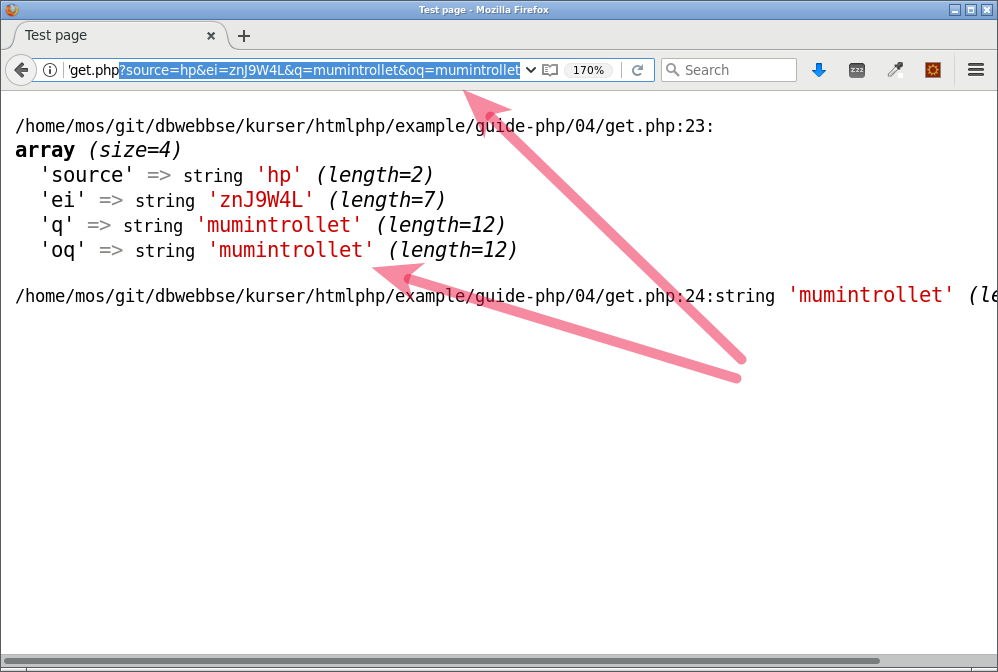 Test page - Mozilla Firefox
Test page
get.php?source=hp&ei=znJ9W4L&q=mumintrollet&oq=mumintrollet 170% Search
/home/mos/git/dbwebbse/kurser/htmlphp/example/guide-php/04/get.php:23:
array (size=4)
'source' => string 'hp' (length=2)
'ei' => string 'znJ9W4L' (length=7)
'q' => string 'mumintrollet' (length=12)
'oq' => string 'mumintrollet' (length=12)
/home/mos/git/dbwebbse/kurser/htmlphp/example/guide-php/04/get.php:24:string 'mumintrollet' (le